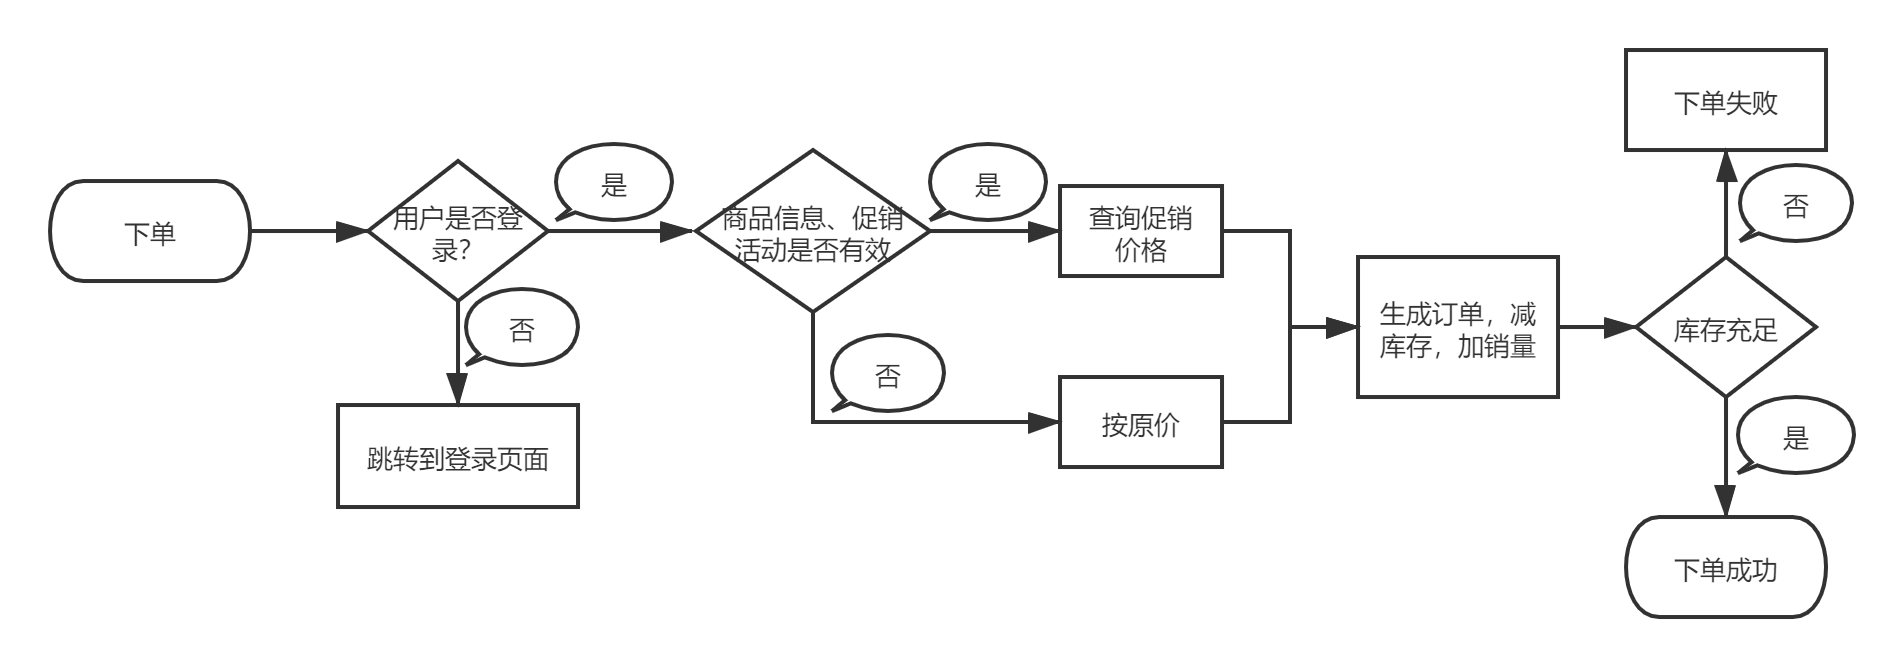 下单
用户是否登
录？
是
否
跳转到登录页面
商品信息、促销
活动是否有效
是
否
查询促销
价格
按原价
生成订单，减
库存，加销量
库存充足
否
下单失败
是
下单成功